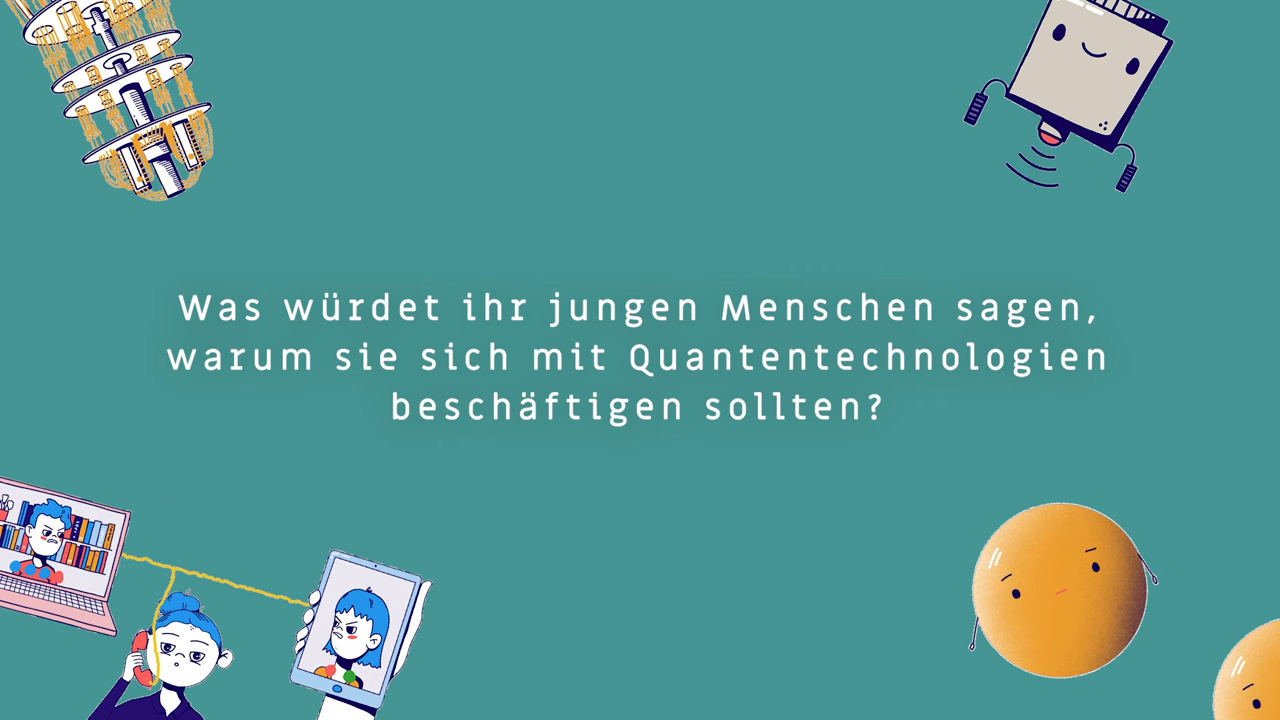 Was würdet ihr jungen Menschen sagen,
warum sie sich mit Quantentechnologien
beschäftigen sollten?